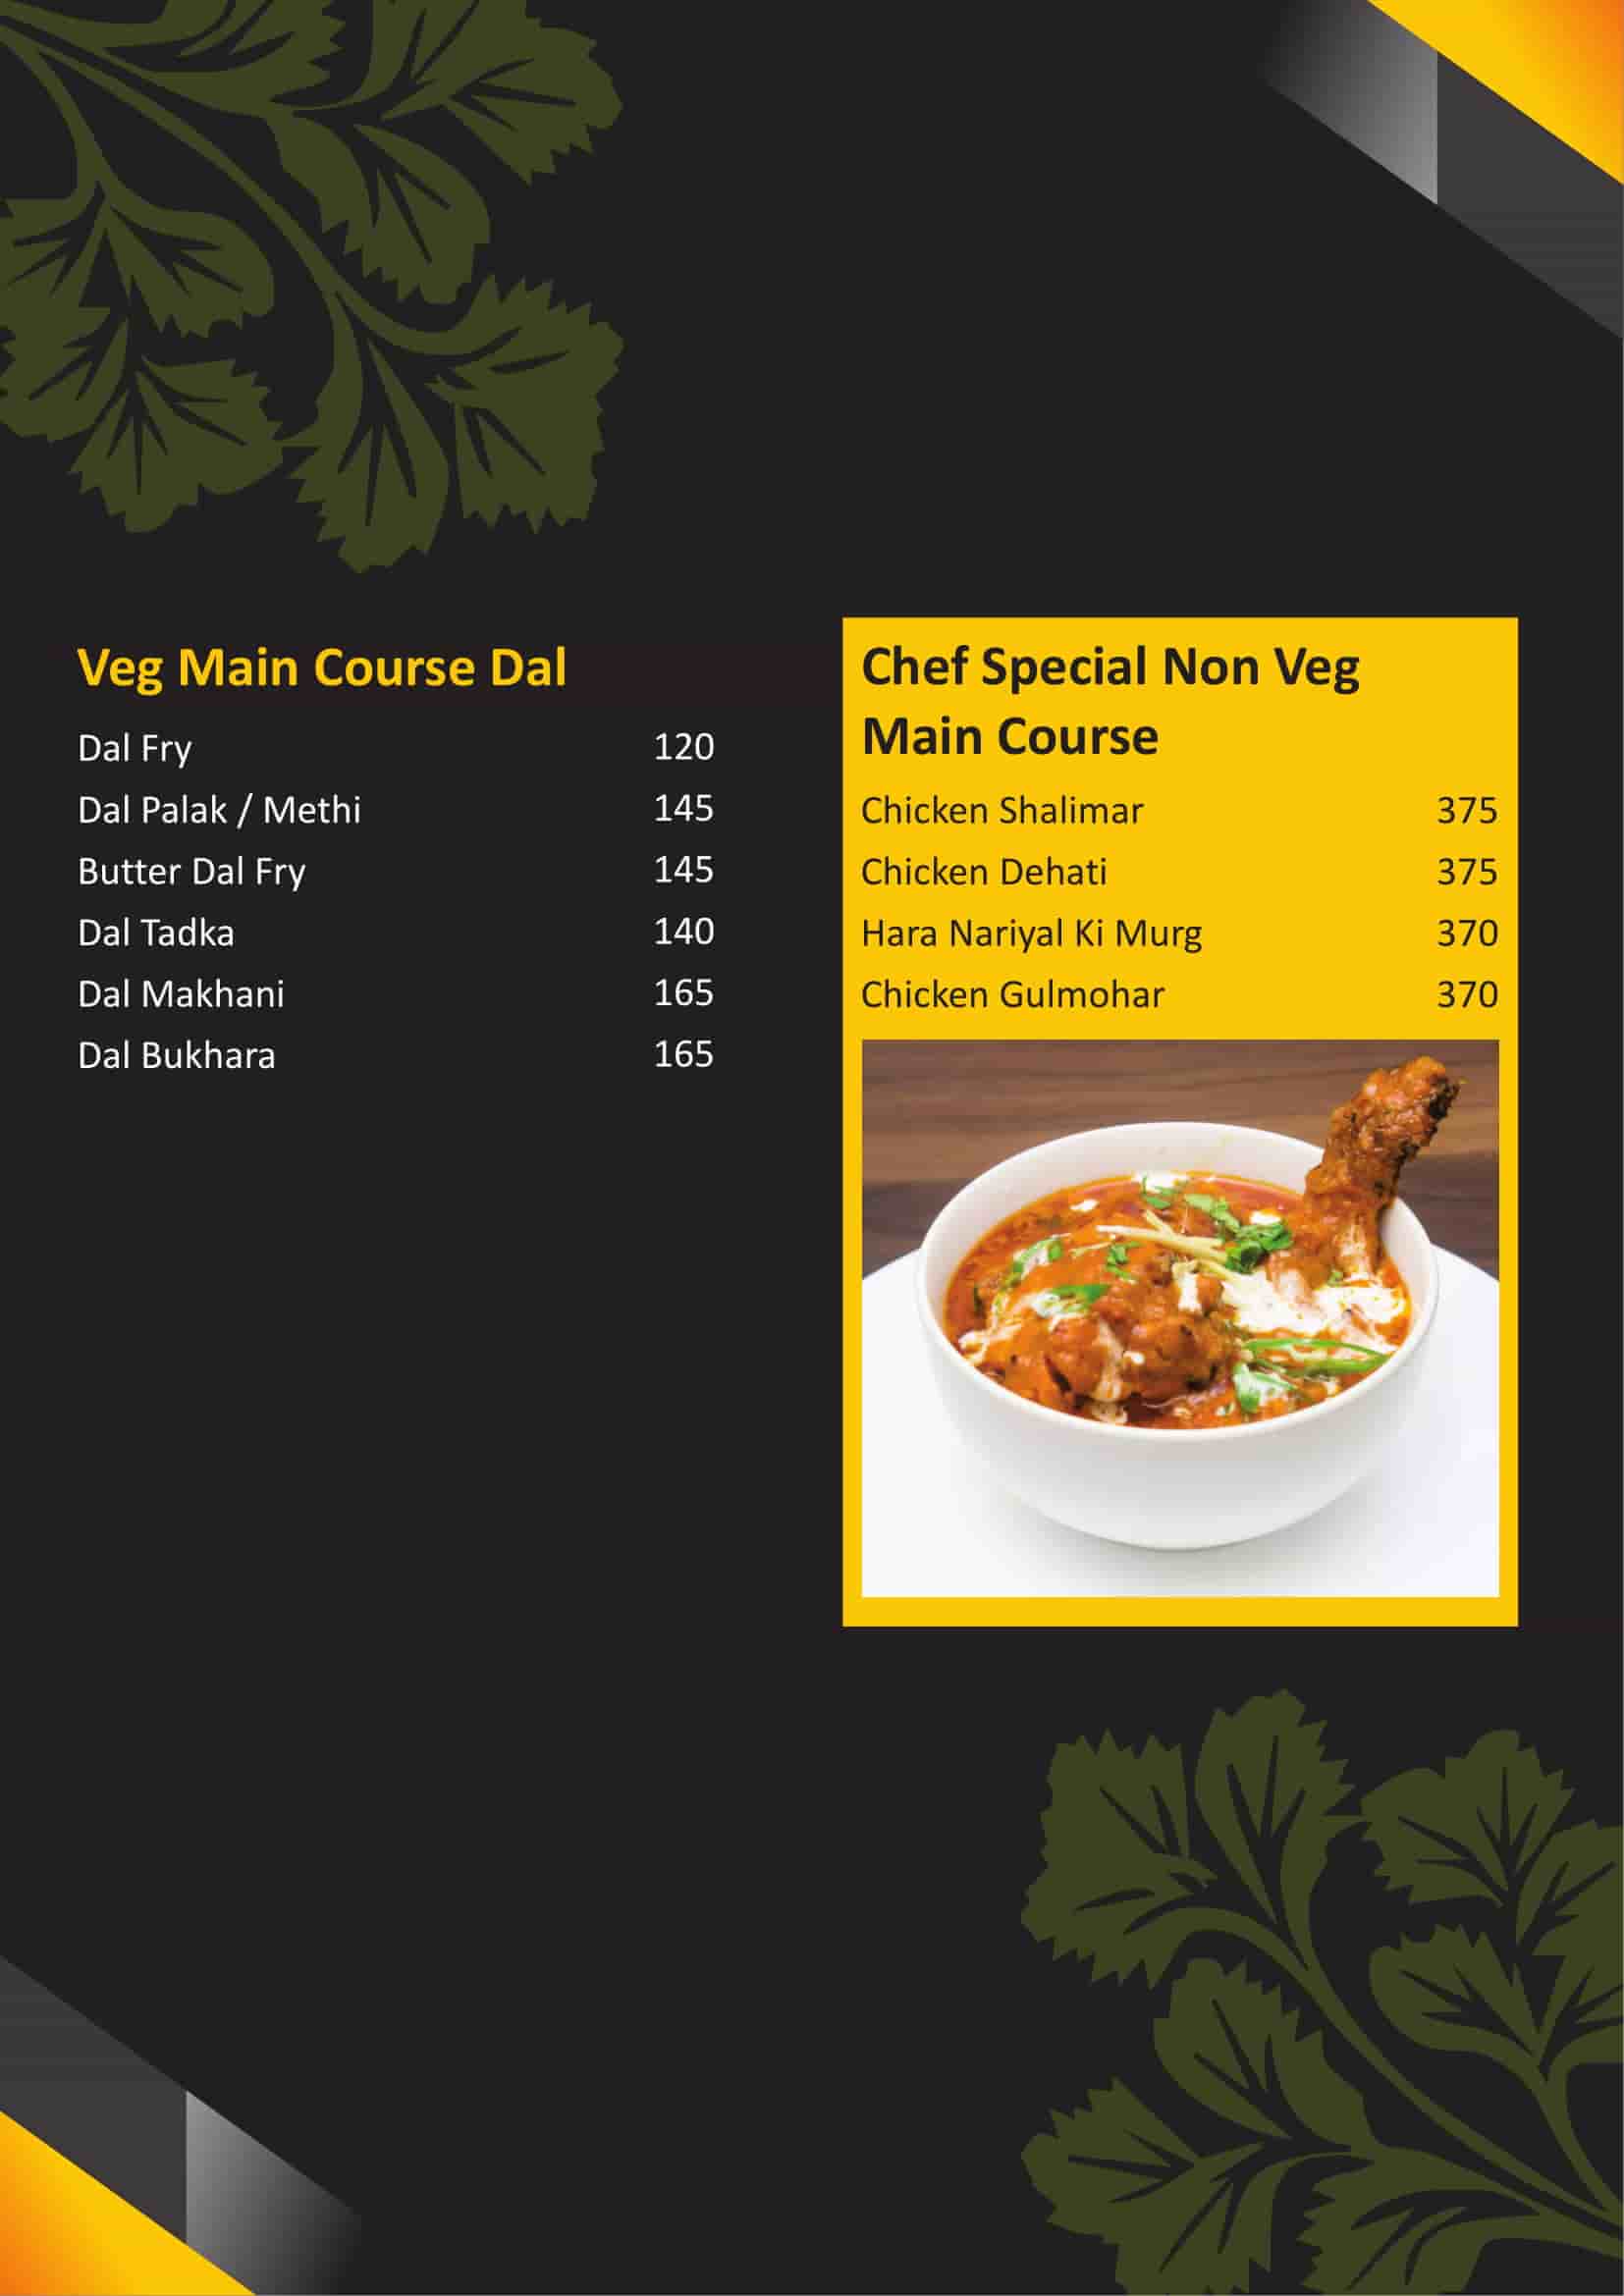 Veg Main Course Dal
Dal Fry 120
Dal Palak / Methi 145
Butter Dal Fry 145
Dal Tadka 140
Dal Makhani 165
Dal Bukhara 165
Chef Special Non Veg
Main Course
Chicken Shalimar 375
Chicken Dehati 375
Hara Nariyal Ki Murg 370
Chicken Gulmohar 370